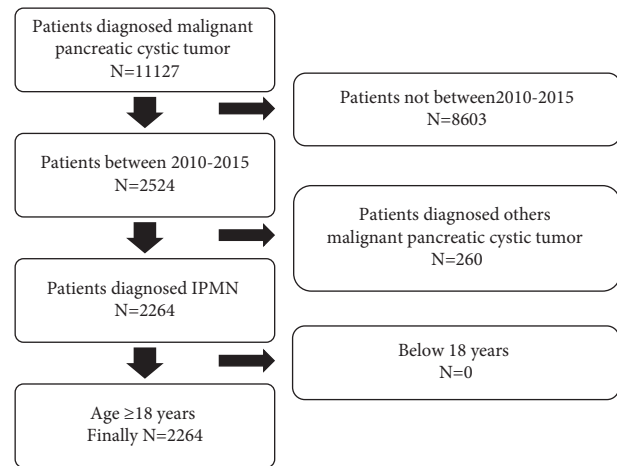 Patients diagnosed malignant
pancreatic cystic tumor
N=11127
Patients not between2010-2015
N=8603
Patients between 2010-2015
N=2524
Patients diagnosed others
malignant pancreatic cystic tumor
N=260
Patients diagnosed IPMN
N=2264
Below 18 years
N=0
Age ≥18 years
Finally N=2264